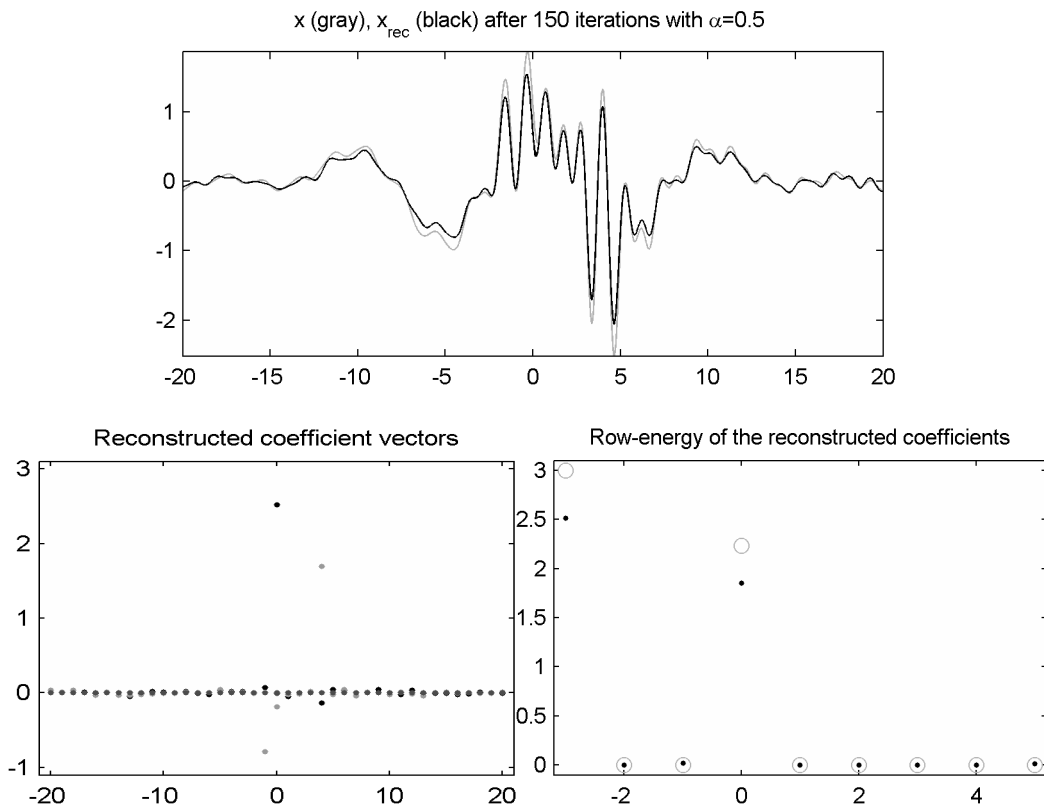 x (gray), x_rec (black) after 150 iterations with α=0.5
1
0
-1
-2
-20 -15 -10 -5 0 5 10 15 20
Reconstructed coefficient vectors
3
2
1
0
-1
-20 -10 0 10 20
Row-energy of the reconstructed coefficients
3
2.5
2
1.5
1
0.5
0
-2 0 2 4